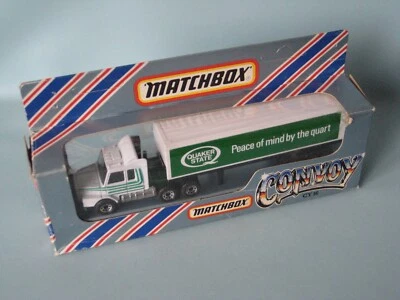 MATCHBOX
QUAKER
STATE
Peace of mind by the quart
MATCHBOX
CONVOY